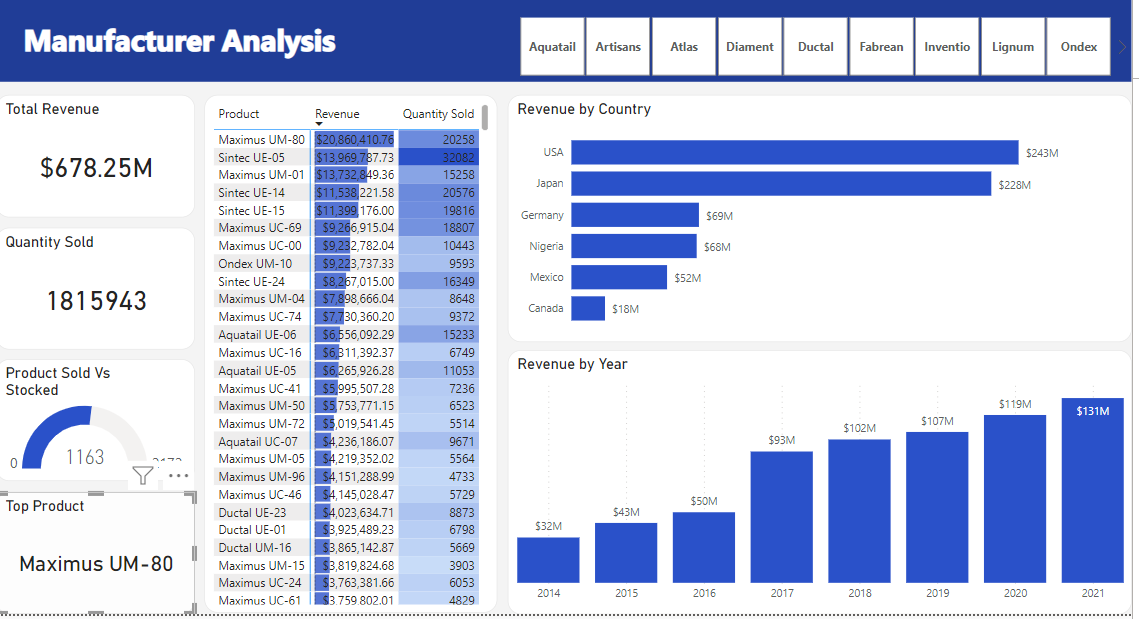 Manufacturer Analysis
Aquatail Artisans Atlas Diament Ductal Fabrean Inventio Lignum Ondex
Total Revenue
$678.25M
Quantity Sold
1815943
Product Sold Vs
Stocked
0
1163
Top Product
Maximus UM-80
Product Revenue Quantity Sold
Maximus UM-80 $20,860,410.76 20258
Sintec UE-05 $13,969,787.73 32082
Maximus UM-01 $13,732,849.36 15258
Sintec UE-14 $11,538,221.58 20576
Sintec UE-15 $11,399,176.00 19816
Maximus UC-69 $9,266,915.04 18807
Maximus UC-00 $9,232,782.04 10443
Ondex UM-10 $9,223,737.33 9593
Sintec UE-24 $8,267,015.00 16349
Maximus UM-04 $7,898,666.04 8648
Maximus UC-74 $7,730,360.20 9372
Aquatail UE-06 $6,556,092.29 15233
Maximus UC-16 $6,311,392.37 6749
Aquatail UE-05 $6,265,926.28 11053
Maximus UC-41 $5,995,507.28 7236
Maximus UM-50 $5,753,771.15 6523
Maximus UM-72 $5,019,541.45 5514
Aquatail UC-07 $4,236,186.07 9671
Maximus UM-05 $4,219,352.02 5564
Maximus UM-96 $4,151,288.99 4733
Maximus UC-46 $4,145,028.47 5729
Ductal UE-23 $4,023,634.71 8873
Ductal UE-01 $3,925,489.23 6798
Ductal UM-16 $3,865,142.87 5669
Maximus UM-15 $3,819,824.68 3903
Maximus UC-24 $3,763,381.66 6053
Maximus UC-61 $3,759,802.01 4829
Revenue by Country
USA $243M
Japan $228M
Germany $69M
Nigeria $68M
Mexico $52M
Canada $18M
Revenue by Year
$32M $43M $50M $93M $102M $107M $119M $131M
2014 2015 2016 2017 2018 2019 2020 2021